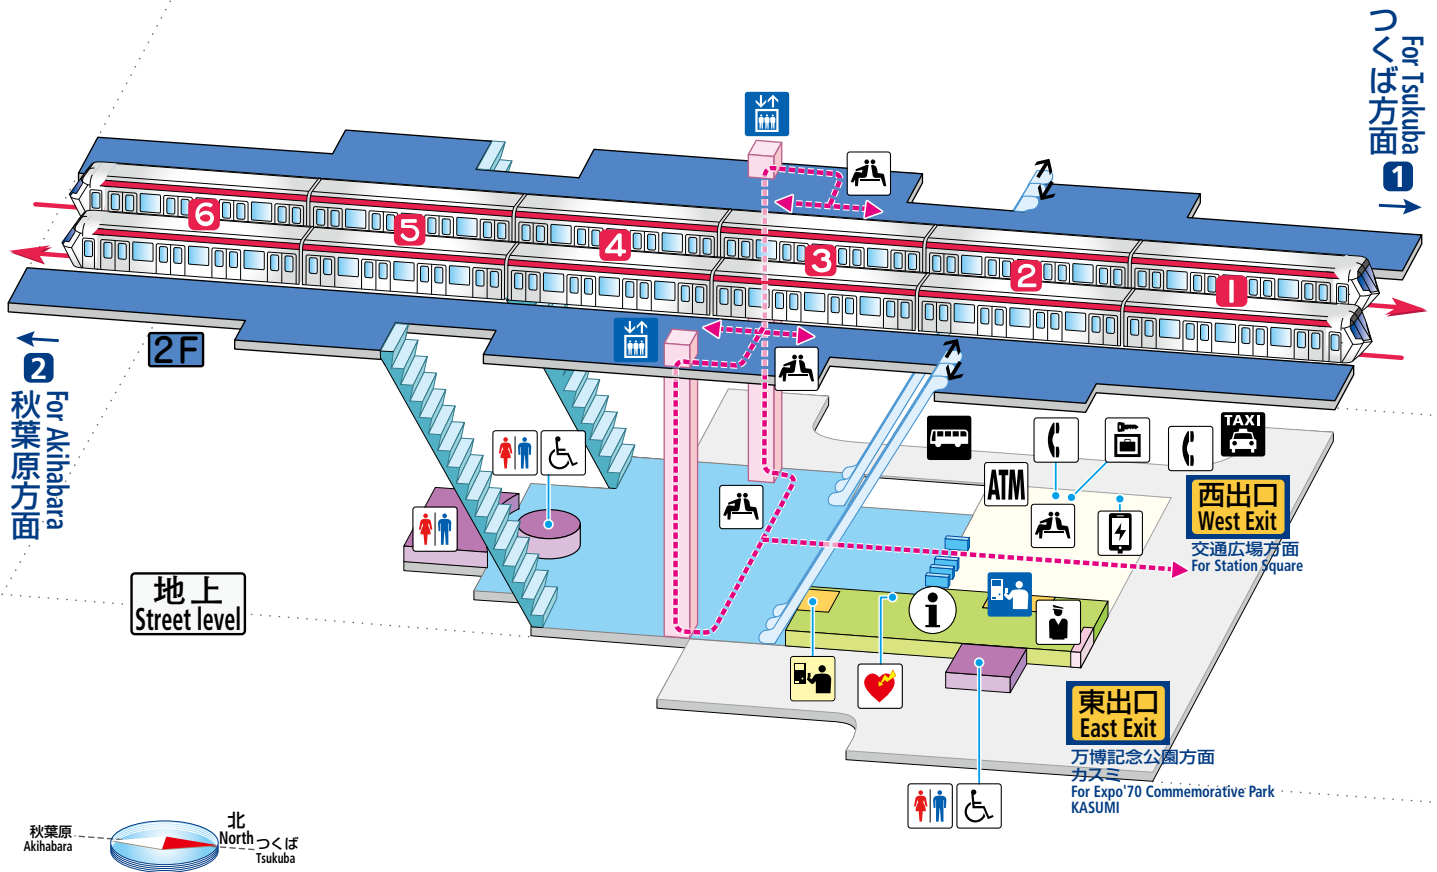 つくば方面
For Tsukuba
1
6
5
4
3
2
1
2F
2
For Akihabara
秋葉原方面
TAXI
ATM
西出口
West Exit
交通広場方面
For Station Square
地上
Street level
i
東出口
East Exit
万博記念公園方面
カスミ
For Expo'70 Commemorative Park
KASUMI
北
North
秋葉原
Akihabara
つくば
Tsukuba